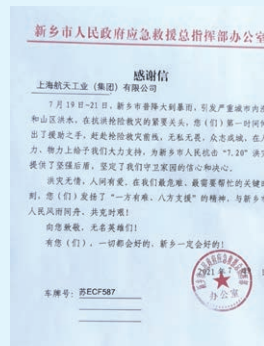 新乡市人民政府应急救援总指挥部办公室
感谢信
上海航天工业（集团）有限公司
7月19日-21日，新乡市普降大到暴雨，引发严重城市内涝
和山区洪水，在抗洪抢险救灾的紧要关头，您（们）第一时间伸
出了援助之手，赶赴抢险救灾前线，无私无畏，众志成城，在人
力、物力上给于我们大力支持，为新乡市人民抗击“7.20”洪灾
提供了坚强后盾，坚定了我们守卫家园的信心和决心。
洪灾无情，人间有爱。在我们最危难、最需要帮忙的关键时
刻，您（们）发扬了“一方有难、八方支援”的精神，与新乡市
人民风雨同舟、共克时艰！
向您致敬，无名英雄们！
有您（们），一切都会好的，新乡一定会好的！
办公室
车牌号：苏ECF587